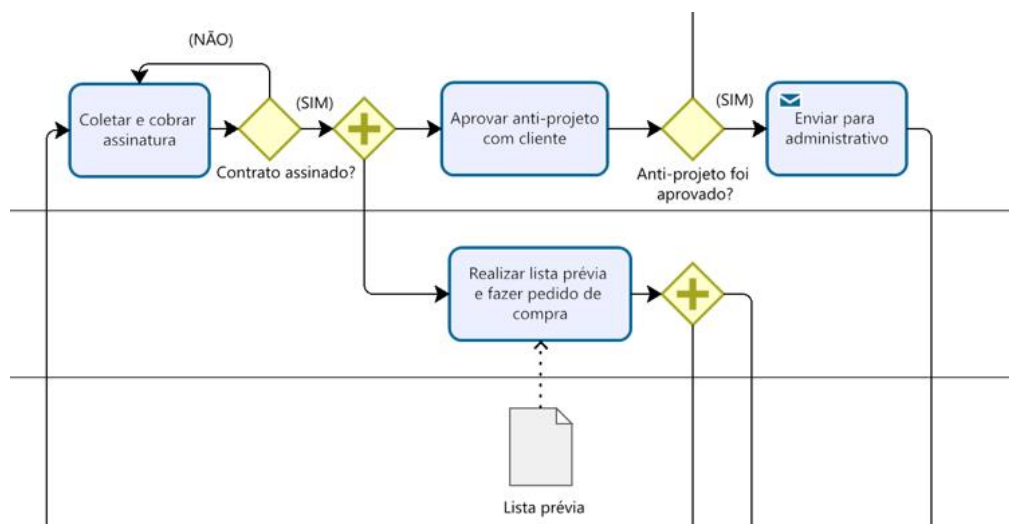 (NÃO)
Coletar e cobrar
assinatura
(SIM)
Contrato assinado?
Aprovar anti-projeto
com cliente
(SIM)
Anti-projeto foi
aprovado?
Enviar para
administrativo
Realizar lista prévia
e fazer pedido de
compra
Lista prévia